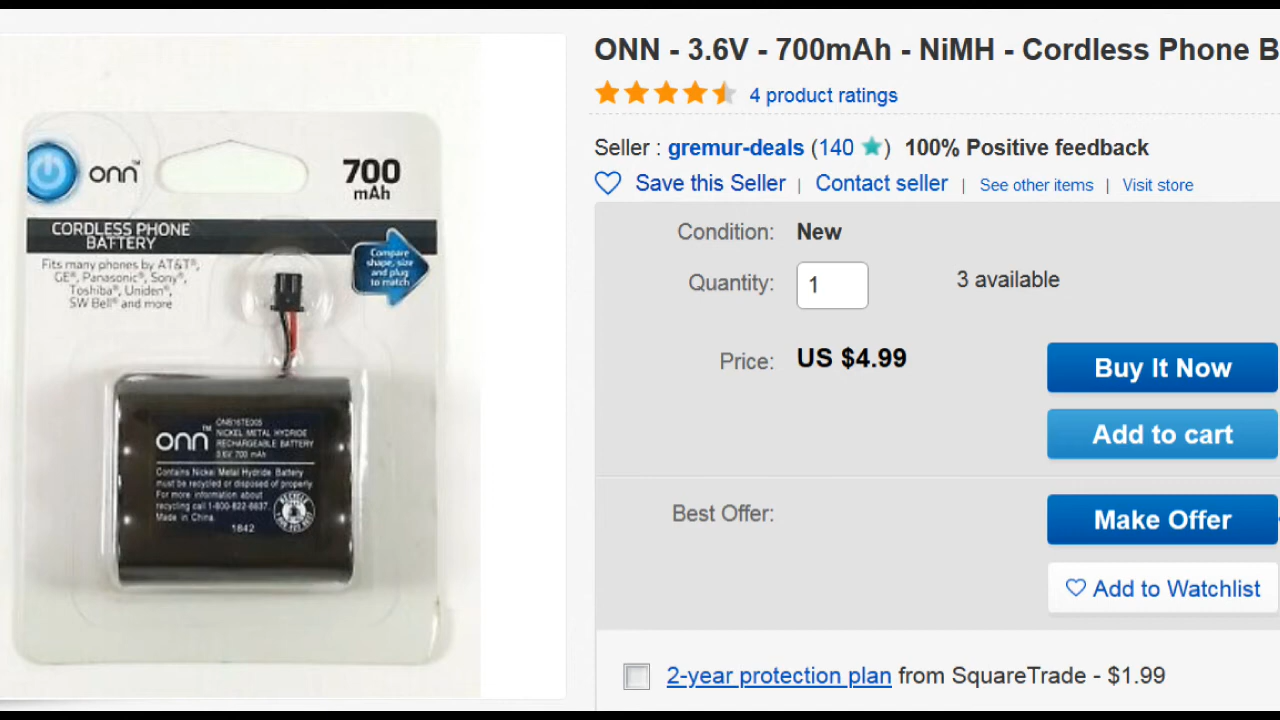 onn™
700
mAh
CORDLESS PHONE
BATTERY
Fits many phones by AT&T®,
GE®, Panasonic®, Sony®,
Toshiba®, Uniden®,
SW Bell® and more
Compare
shape, size
and plug
to match
onn™
ONB16TE005
NICKEL METAL HYDRIDE
RECHARGEABLE BATTERY
3.6V 700 mAh
Contains Nickel Metal Hydride Battery
must be recycled or disposed of properly
For more information about
recycling call 1-800-822-8837.
Made in China
1842
RECYCLE
ONN - 3.6V - 700mAh - NiMH - Cordless Phone B
4 product ratings
Seller : gremur-deals (140 ) 100% Positive feedback
Save this Seller | Contact seller | See other items | Visit store
Condition: New
Quantity: 1 3 available
Price: US $4.99 Buy It Now
Add to cart
Best Offer: Make Offer
Add to Watchlist
2-year protection plan from SquareTrade - $1.99